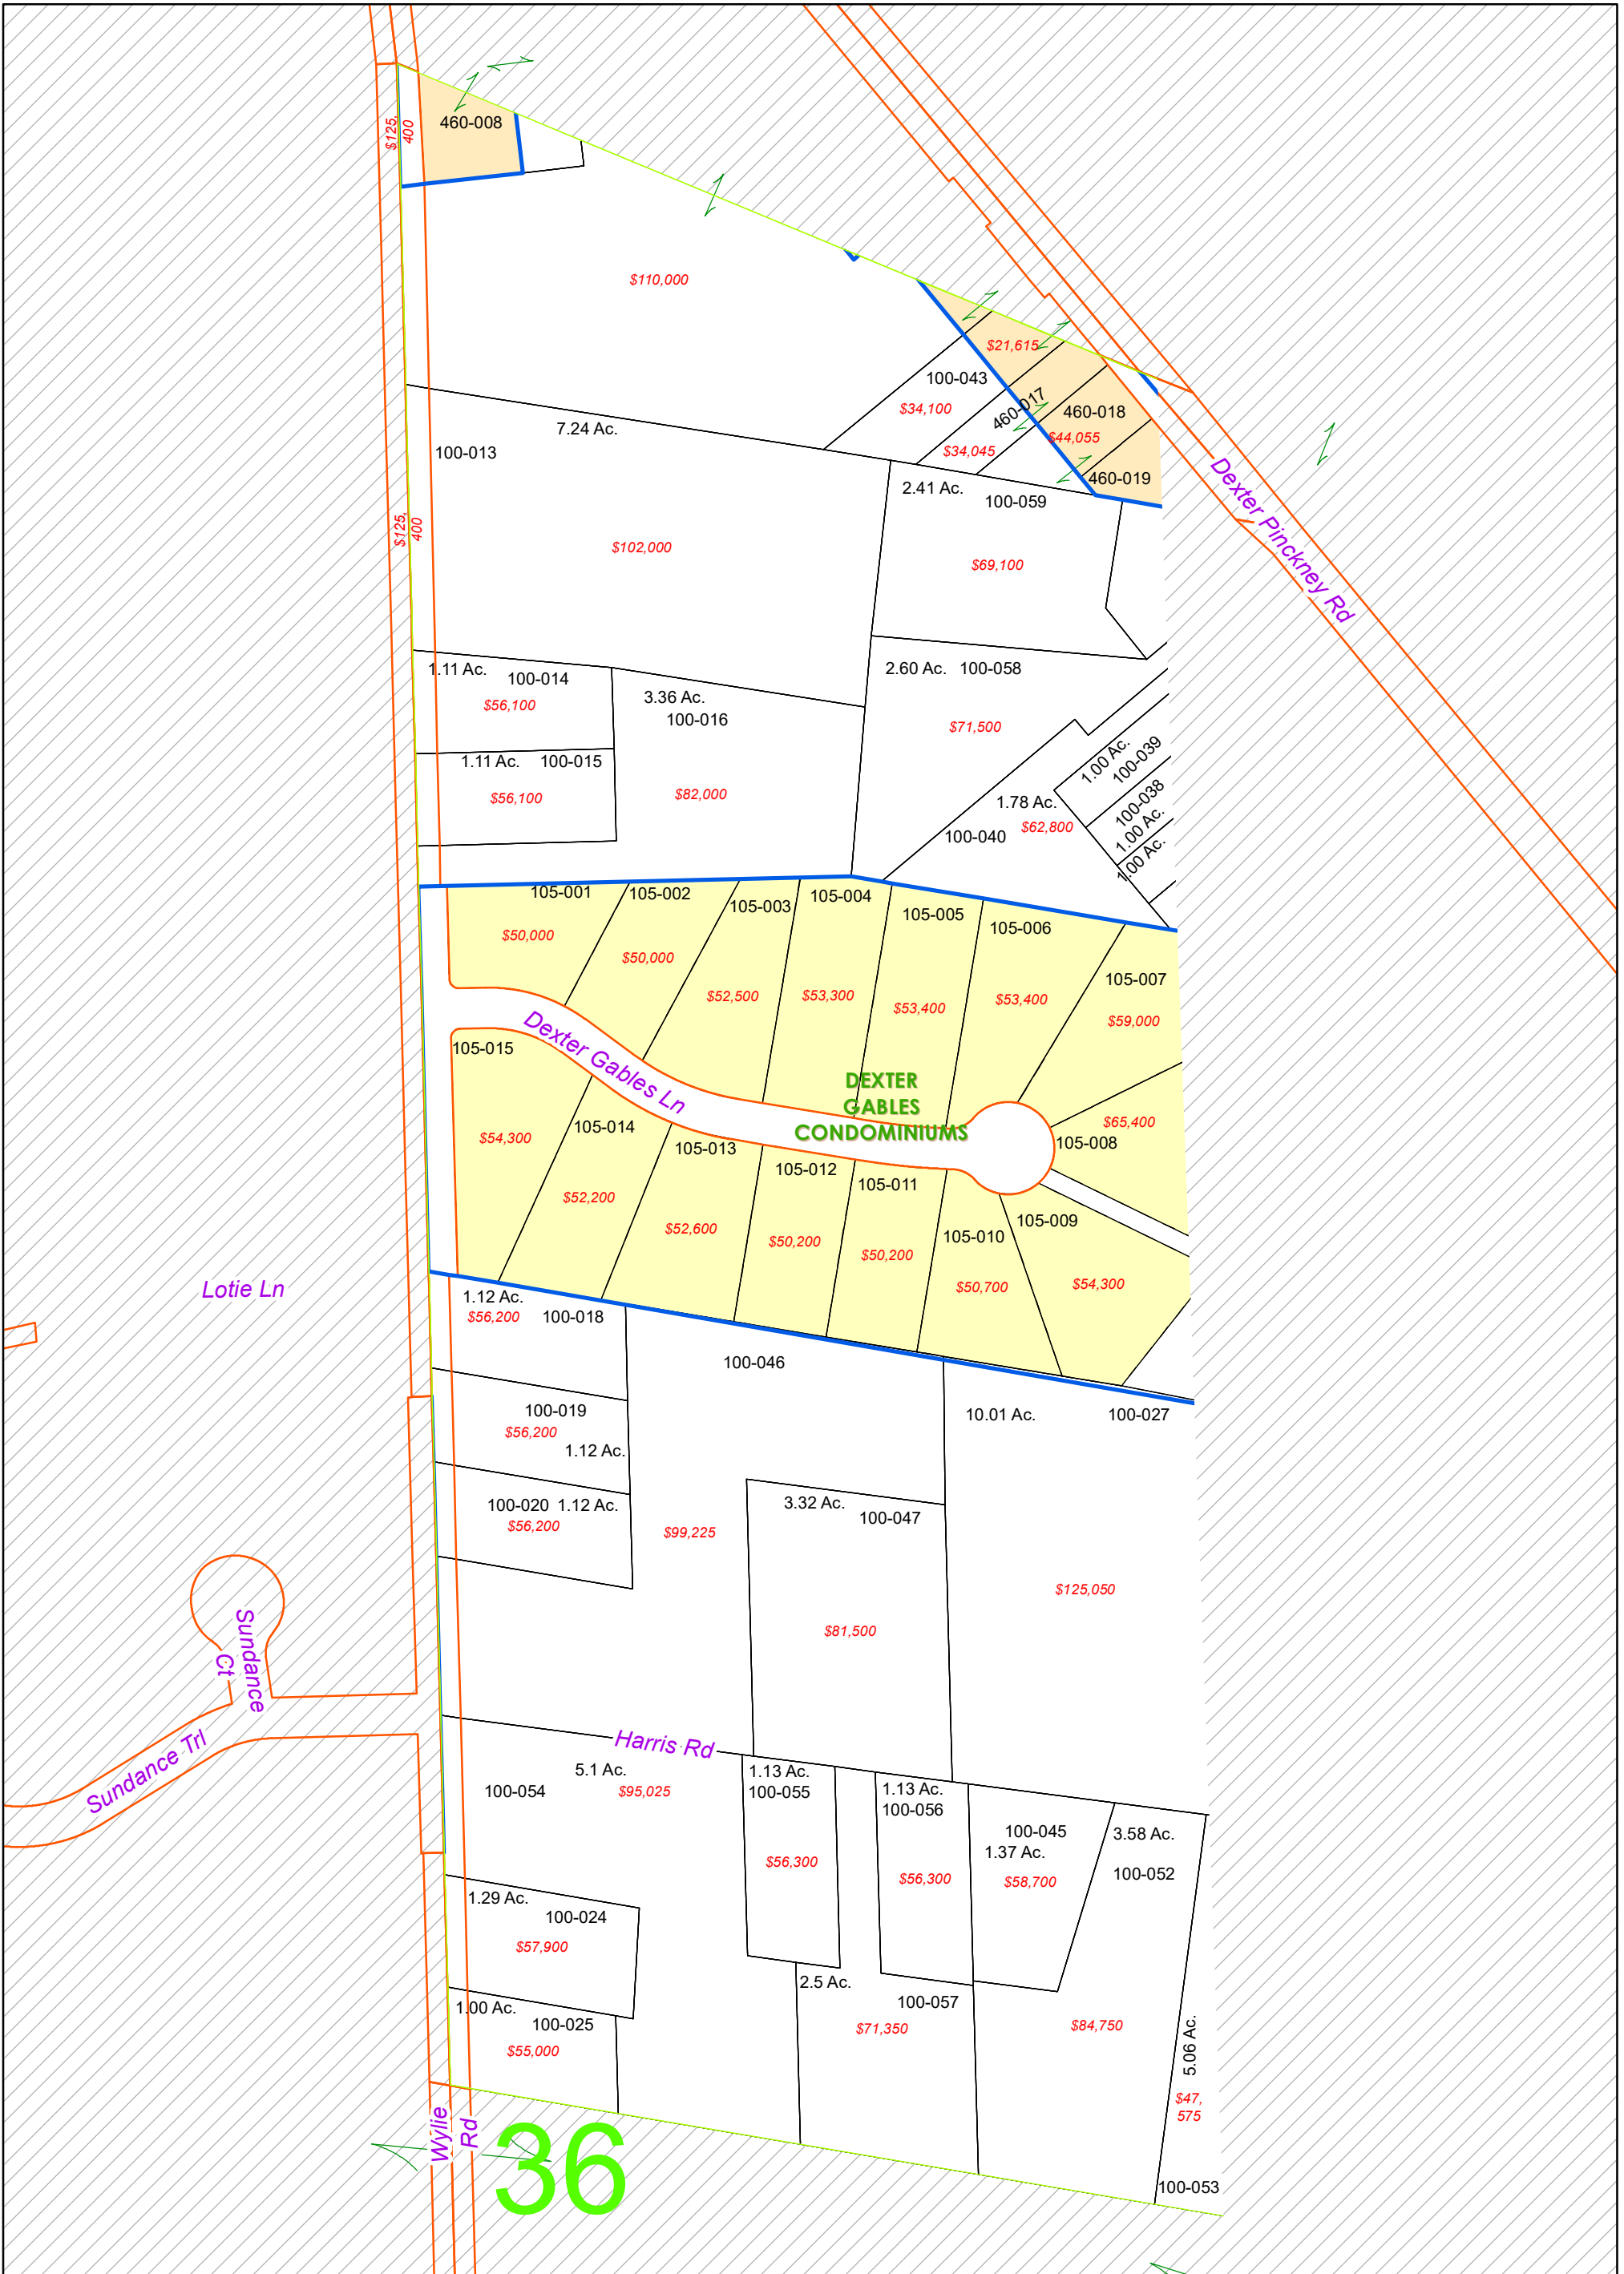 460-008
$125,
400
$110,000
$21,615
100-043
$34,100
460-017
460-018
$44,055
$34,045
460-019
7.24 Ac.
100-013
2.41 Ac.
100-059
Dexter Pinckney Rd
$125,
400
$102,000
$69,100
1.11 Ac.
100-014
$56,100
3.36 Ac.
100-016
2.60 Ac.
100-058
$71,500
1.11 Ac.
100-015
$56,100
$82,000
1.00 Ac.
100-039
1.78 Ac.
$62,800
100-040
100-038
1.00 Ac.
1.00 Ac.
105-001
105-002
105-003
105-004
105-005
105-006
$50,000
$50,000
$52,500
$53,300
$53,400
$53,400
105-007
$59,000
Dexter Gables Ln
105-015
DEXTER
GABLES
CONDOMINIUMS
$65,400
105-008
$54,300
105-014
105-013
105-012
105-011
$52,200
$52,600
$50,200
$50,200
105-010
105-009
$50,700
$54,300
Lotie Ln
1.12 Ac.
$56,200
100-018
100-046
100-019
$56,200
1.12 Ac.
10.01 Ac.
100-027
100-020
1.12 Ac.
$56,200
$99,225
3.32 Ac.
100-047
$125,050
$81,500
Sundance
Ct
Sundance Trl
Harris Rd
5.1 Ac.
100-054
$95,025
1.13 Ac.
100-055
$56,300
1.13 Ac.
100-056
$56,300
100-045
1.37 Ac.
$58,700
3.58 Ac.
100-052
1.29 Ac.
100-024
$57,900
2.5 Ac.
100-057
$71,350
$84,750
1.00 Ac.
100-025
$55,000
5.06 Ac.
$47,
575
Wylie
Rd
36
100-053